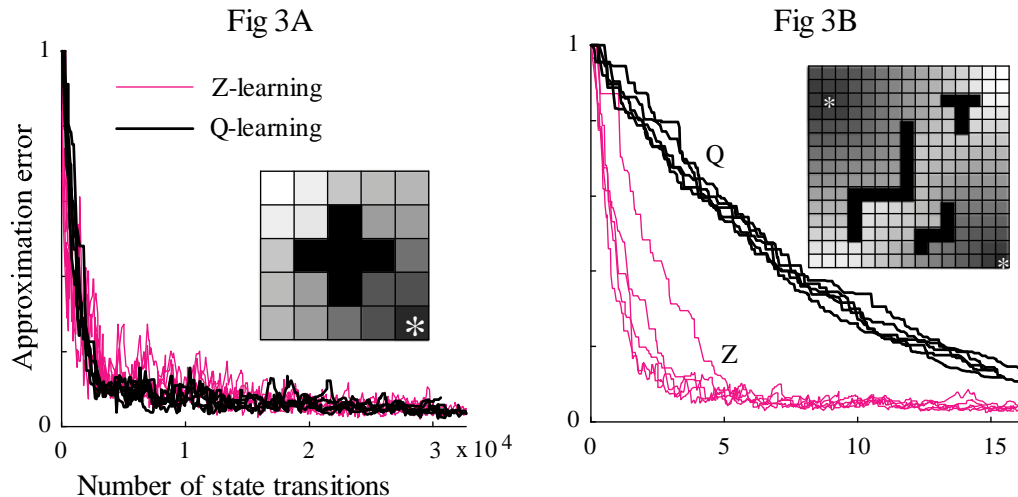 Fig 3A
1
Z-learning
Q-learning
Approximation error
*
0
0 1 2 3 x 10 4
Number of state transitions
Fig 3B
1
*
Q
Z
*
0
0 5 10 15